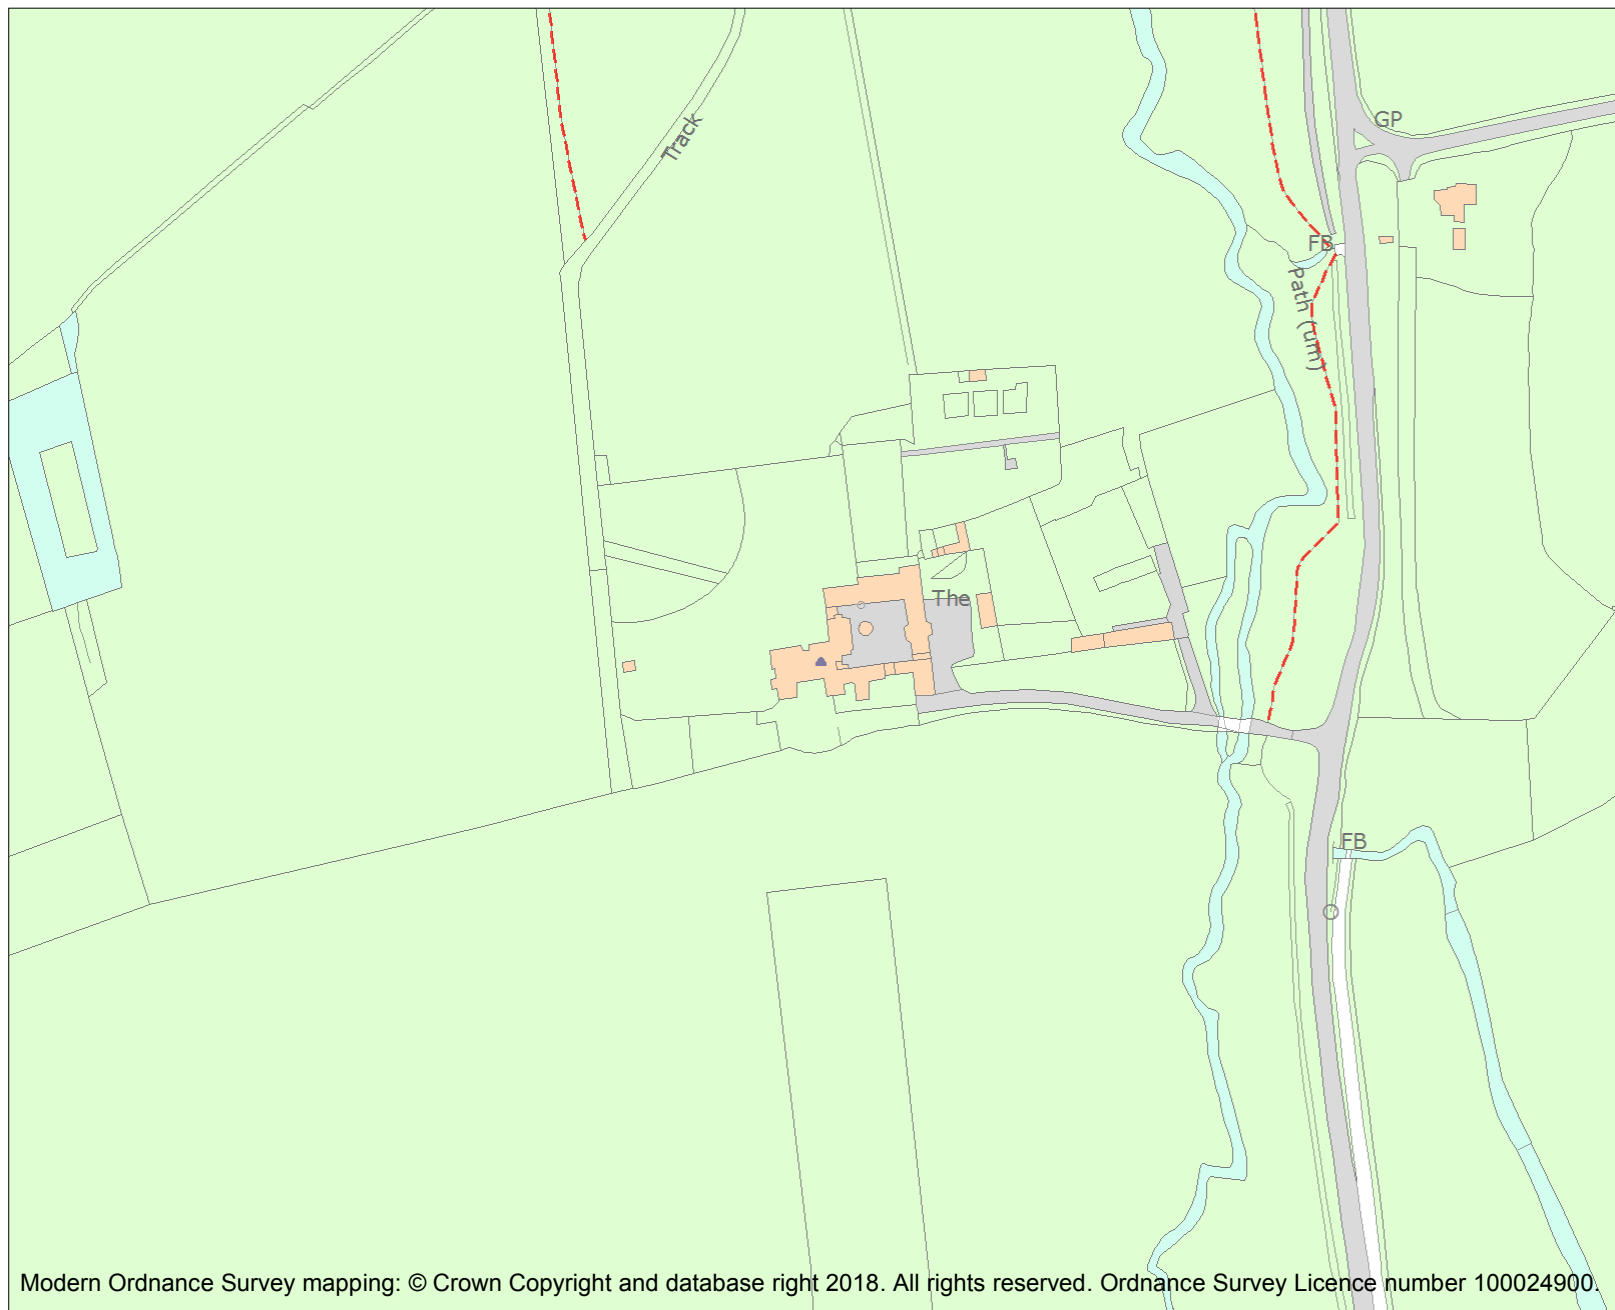 GP
Track
FB
Path (um)
The
FB
Modern Ordnance Survey mapping: © Crown Copyright and database right 2018. All rights reserved. Ordnance Survey Licence number 100024900.